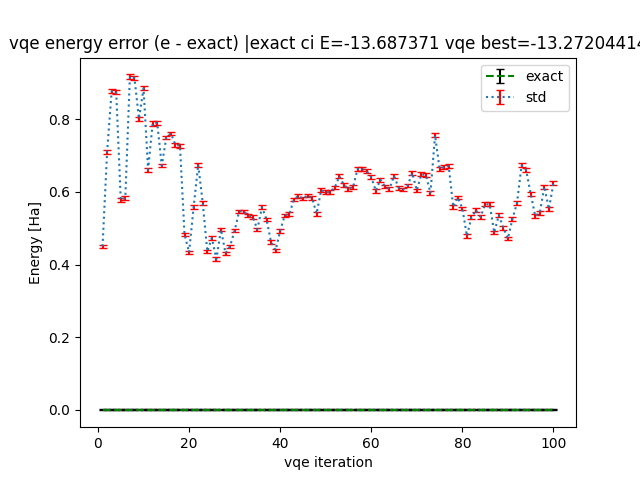 vqe energy error (e - exact) |exact ci E=-13.687371 vqe best=-13.27204414
exact
std
Energy [Ha]
0.8
0.6
0.4
0.2
0.0
0 20 40 60 80 100
vqe iteration